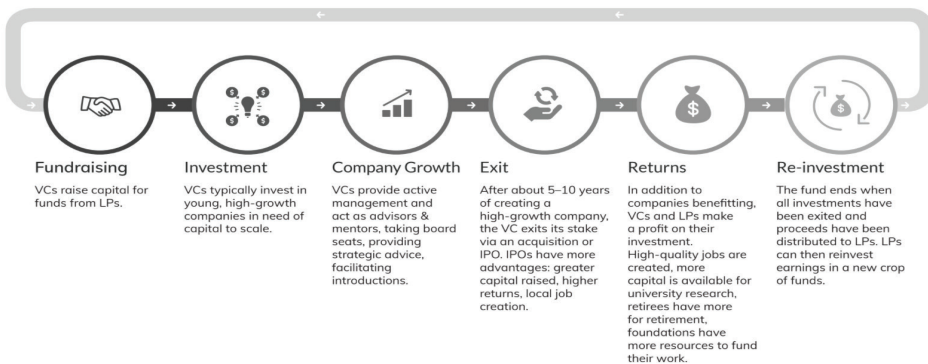 Fundraising
VCs raise capital for
funds from LPs.
Investment
VCs typically invest in
young, high-growth
companies in need of
capital to scale.
Company Growth
VCs provide active
management and
act as advisors &
mentors, taking board
seats, providing
strategic advice,
facilitating
introductions.
Exit
After about 5–10 years
of creating a
high-growth company,
the VC exits its stake
via an acquisition or
IPO. IPOs have more
advantages: greater
capital raised, higher
returns, local job
creation.
$
Returns
In addition to
companies benefitting,
VCs and LPs make
a profit on their
investment.
High-quality jobs are
created, more
capital is available for
university research,
retirees have more
for retirement,
foundations have
more resources to fund
their work.
Re-investment
The fund ends when
all investments have
been exited and
proceeds have been
distributed to LPs. LPs
can then reinvest
earnings in a new crop
of funds.